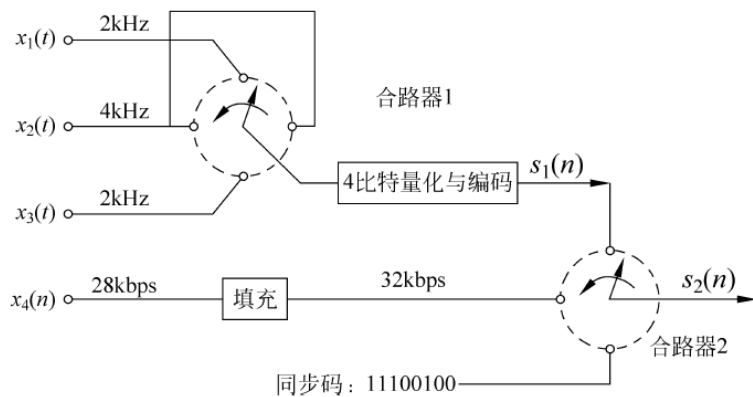 x₁(t) 2kHz
合路器1
x₂(t) 4kHz
4比特量化与编码 s₁(n)
x₃(t) 2kHz
x₄(n) 28kbps 填充 32kbps s₂(n)
合路器2
同步码：11100100